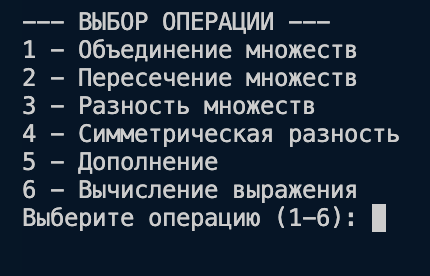 --- ВЫБОР ОПЕРАЦИИ ---
1 - Объединение множеств
2 - Пересечение множеств
3 - Разность множеств
4 - Симметрическая разность
5 - Дополнение
6 - Вычисление выражения
Выберите операцию (1-6):